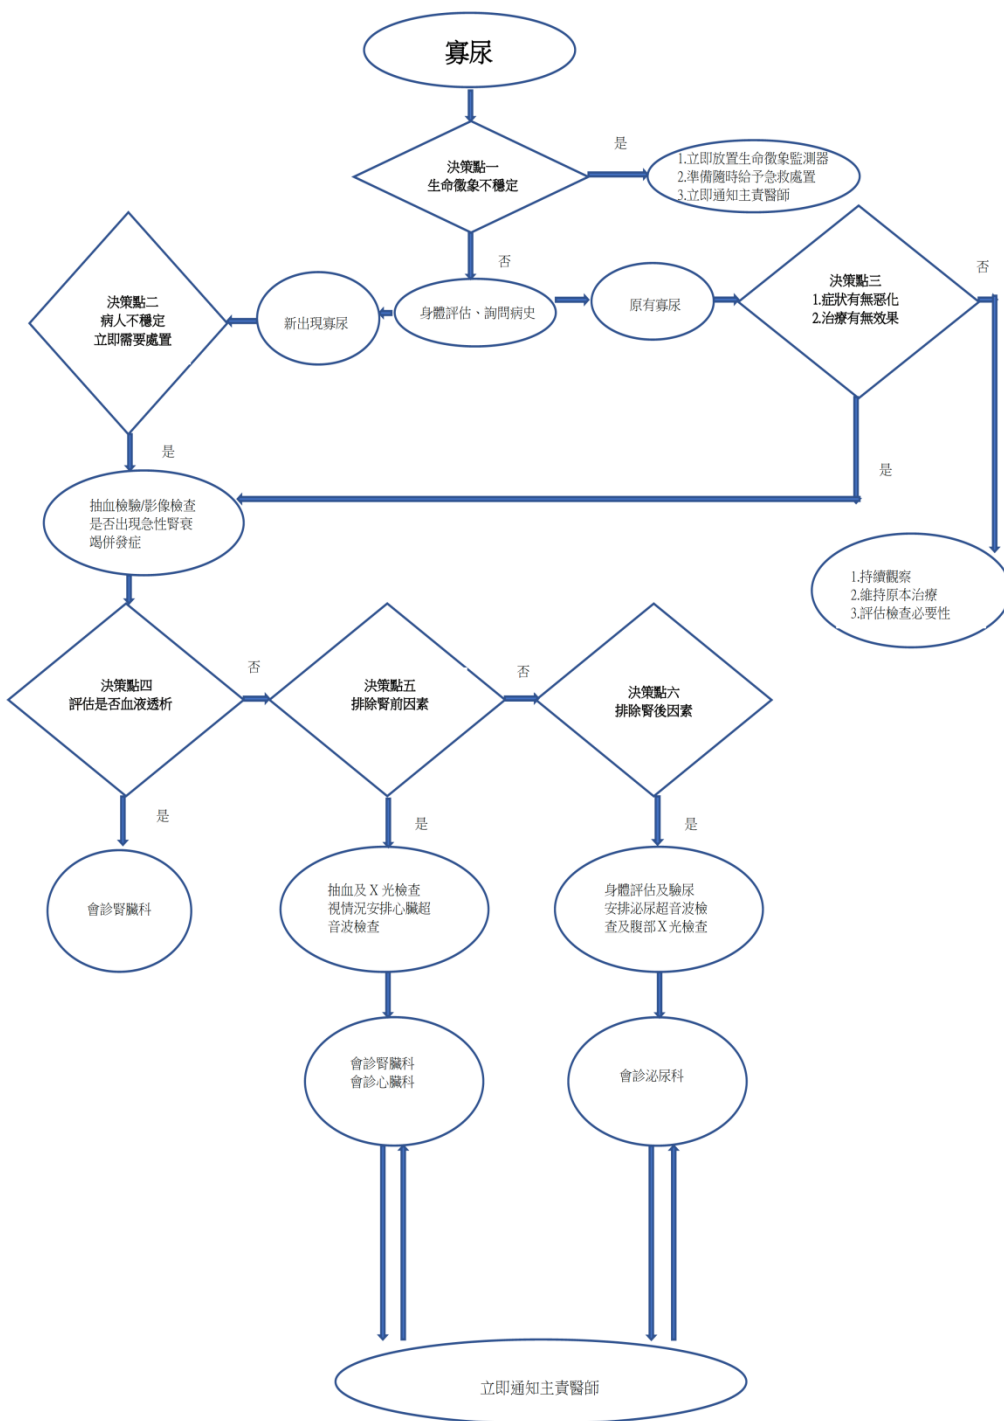 寡尿
決策點一
生命徵象不穩定
是
1.立即放置生命徵象監測器
2.準備隨時給予急救處置
3.立即通知主責醫師
否
身體評估、詢問病史
新出現寡尿
原有寡尿
決策點二
病人不穩定
立即需要處置
決策點三
1.症狀有無惡化
2.治療有無效果
否
是
是
抽血檢驗/影像檢查
是否出現急性腎衰
竭併發症
1.持續觀察
2.維持原本治療
3.評估檢查必要性
決策點四
評估是否血液透析
否
決策點五
排除腎前因素
否
決策點六
排除腎後因素
是
是
是
會診腎臟科
抽血及 X 光檢查
視情況安排心臟超
音波檢查
身體評估及驗尿
安排泌尿超音波檢
查及腹部 X 光檢查
會診腎臟科
會診心臟科
會診泌尿科
立即通知主責醫師